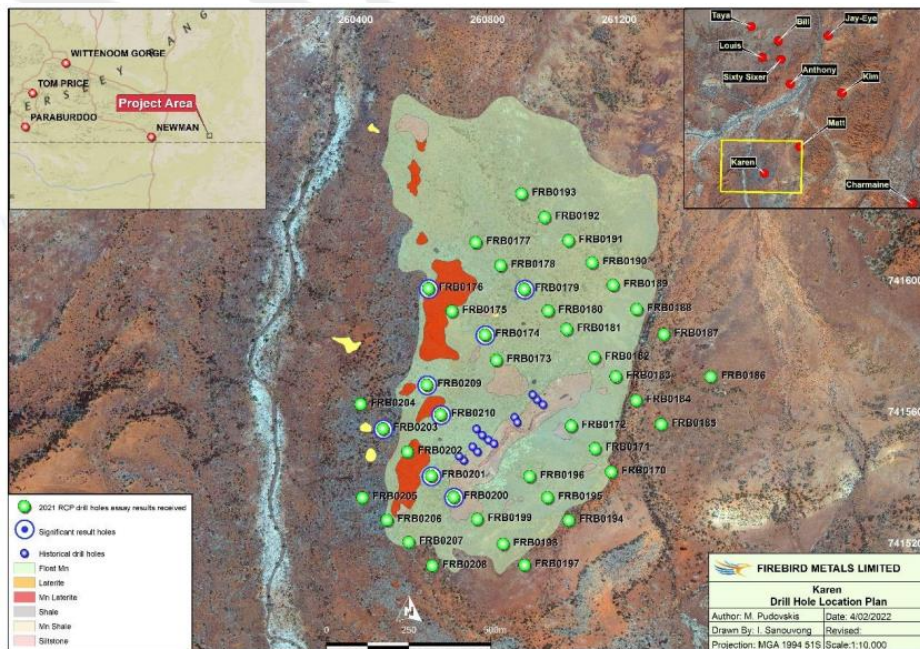 260400
260800
261200
WITTENOOM GORGE
TOM PRICE
PARABURDOO
NEWMAN
Project Area
E R S L E Y R A N G
Taya
Bill
Jay-Eye
Louis
Sixty Sixer
Anthony
Kim
Matt
Karen
Charmaine
FRB0193
FRB0192
FRB0177
FRB0191
FRB0178
FRB0190
FRB0176
FRB0179
FRB0189
741600
FRB0175
FRB0180
FRB0188
FRB0174
FRB0181
FRB0187
FRB0173
FRB0182
FRB0209
FRB0183
FRB0186
FRB0204
FRB0210
FRB0184
741560
FRB0203
FRB0172
FRB0185
FRB0202
FRB0171
FRB0201
FRB0196
FRB0170
FRB0205
FRB0200
FRB0195
FRB0206
FRB0199
FRB0194
FRB0207
FRB0198
741520
FRB0208
FRB0197
2021 RCP drill holes assay results received
Significant result holes
Historical drill holes
Float Mn
Laterite
Mn Laterite
Shale
Mn Shale
Siltstone
N
0
250
500m
FIREBIRD METALS LIMITED
Karen
Drill Hole Location Plan
Author: M. Pudovskis
Date: 4/02/2022
Drawn By: I. Sanouvong
Revised:
Projection: MGA 1994 51S
Scale:1:10,000